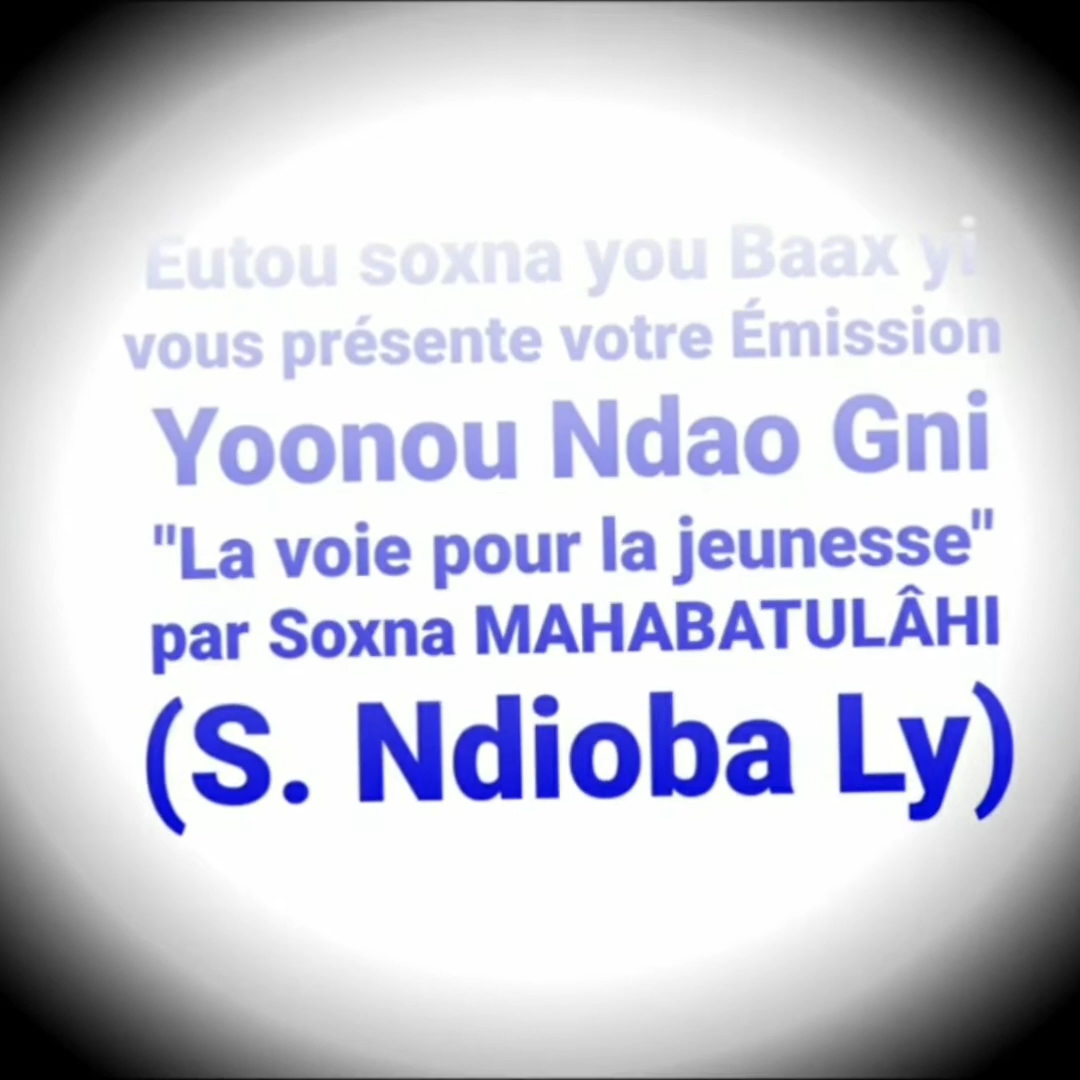 Eutou soxna you Baax yi
vous présente votre Émission
Yoonou Ndao Gni
"La voie pour la jeunesse"
par Soxna MAHABATULÂHI
(S. Ndioba Ly)